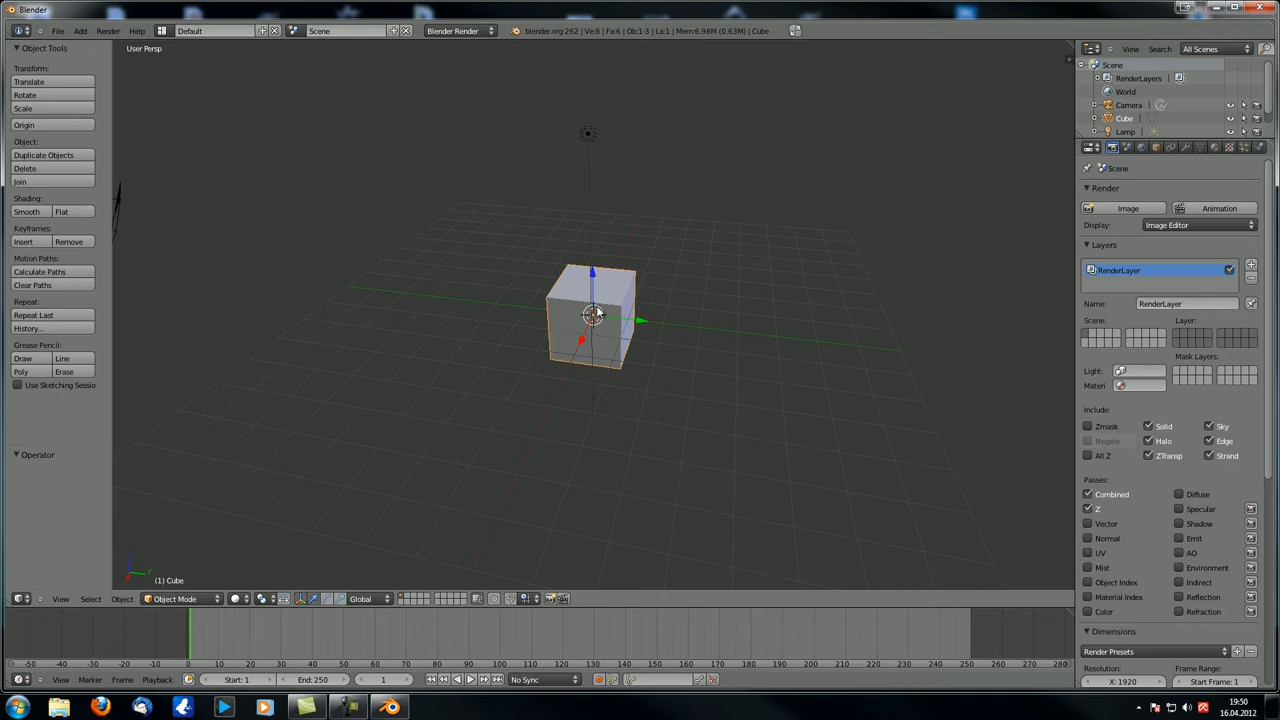 Blender
File Add Render Help Default Scene Blender Render blender.org 262 | Ve:8 | Fa:6 | Ob:1-3 | La:1 | Mem:6.98M (0.63M) | Cube
Object Tools
Transform:
Translate
Rotate
Scale
Origin
Object:
Duplicate Objects
Delete
Join
Shading:
Smooth Flat
Keyframes:
Insert Remove
Motion Paths:
Calculate Paths
Clear Paths
Repeat:
Repeat Last
History...
Grease Pencil:
Draw Line
Poly Erase
Use Sketching Sessio
Operator
User Persp
(1) Cube
View Select Object Object Mode Global
-50 -40 -30 -20 -10 0 10 20 30 40 50 60 70 80 90 100 110 120 130 140 150 160 170 180 190 200 210 220 230 240 250 260 270 280
View Marker Frame Playback Start: 1 End: 250 1 No Sync
View Search All Scenes
Scene
RenderLayers
World
Camera
Cube
Lamp
Scene
Render
Image Animation
Display: Image Editor
Layers
RenderLayer
Name: RenderLayer
Scene: Layer:
Light: Mask Layers:
Materi
Include:
Zmask Solid Sky
Negate Halo Edge
All Z ZTransp Strand
Passes:
Combined Diffuse
Z Specular
Vector Shadow
Normal Emit
UV AO
Mist Environment
Object Index Indirect
Material Index Reflection
Color Refraction
Dimensions
Render Presets
Resolution: Frame Range:
X: 1920 Start Frame: 1
19:50
16.04.2012